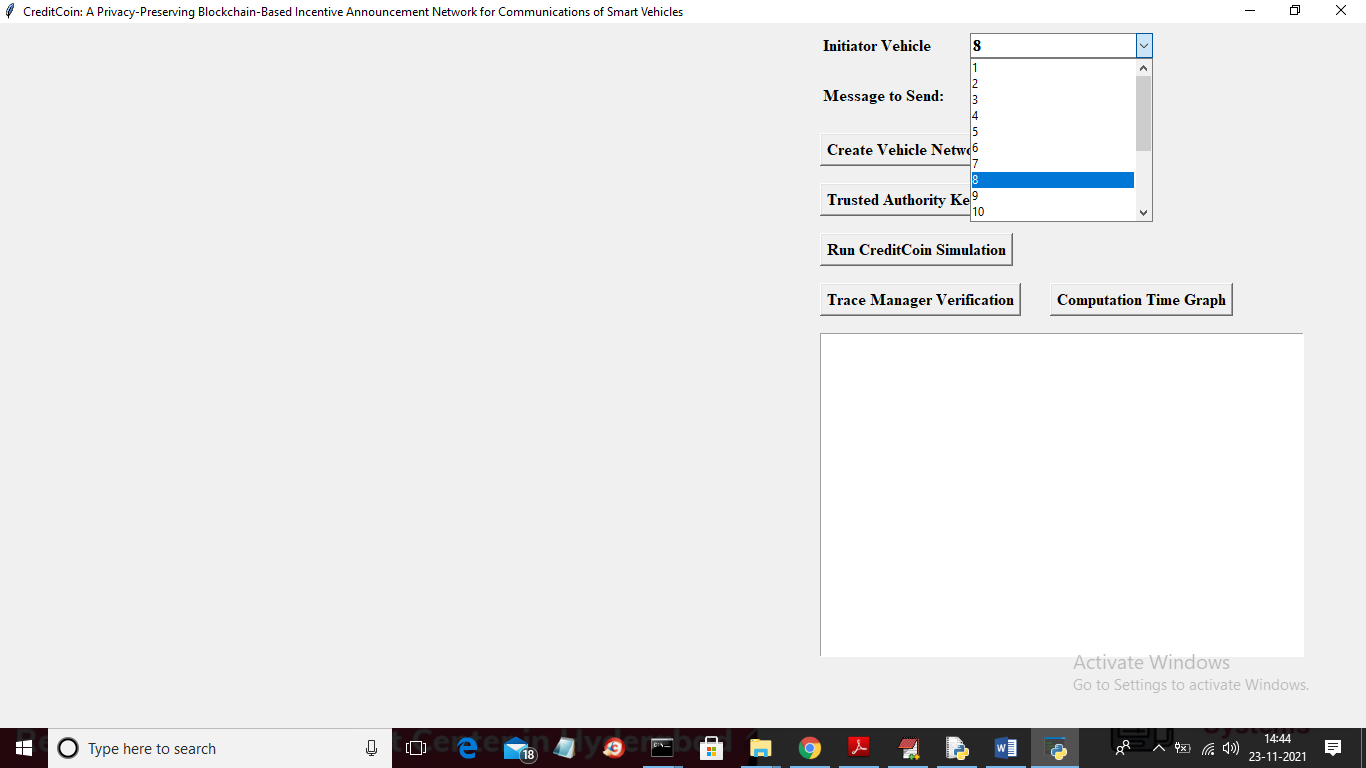 CreditCoin: A Privacy-Preserving Blockchain-Based Incentive Announcement Network for Communications of Smart Vehicles
Initiator Vehicle
8
1
2
3
4
5
6
7
8
9
10
Message to Send:
Create Vehicle Netwo
Trusted Authority Ke
Run CreditCoin Simulation
Trace Manager Verification
Computation Time Graph
Activate Windows
Go to Settings to activate Windows.
Type here to search
18
14:44
23-11-2021